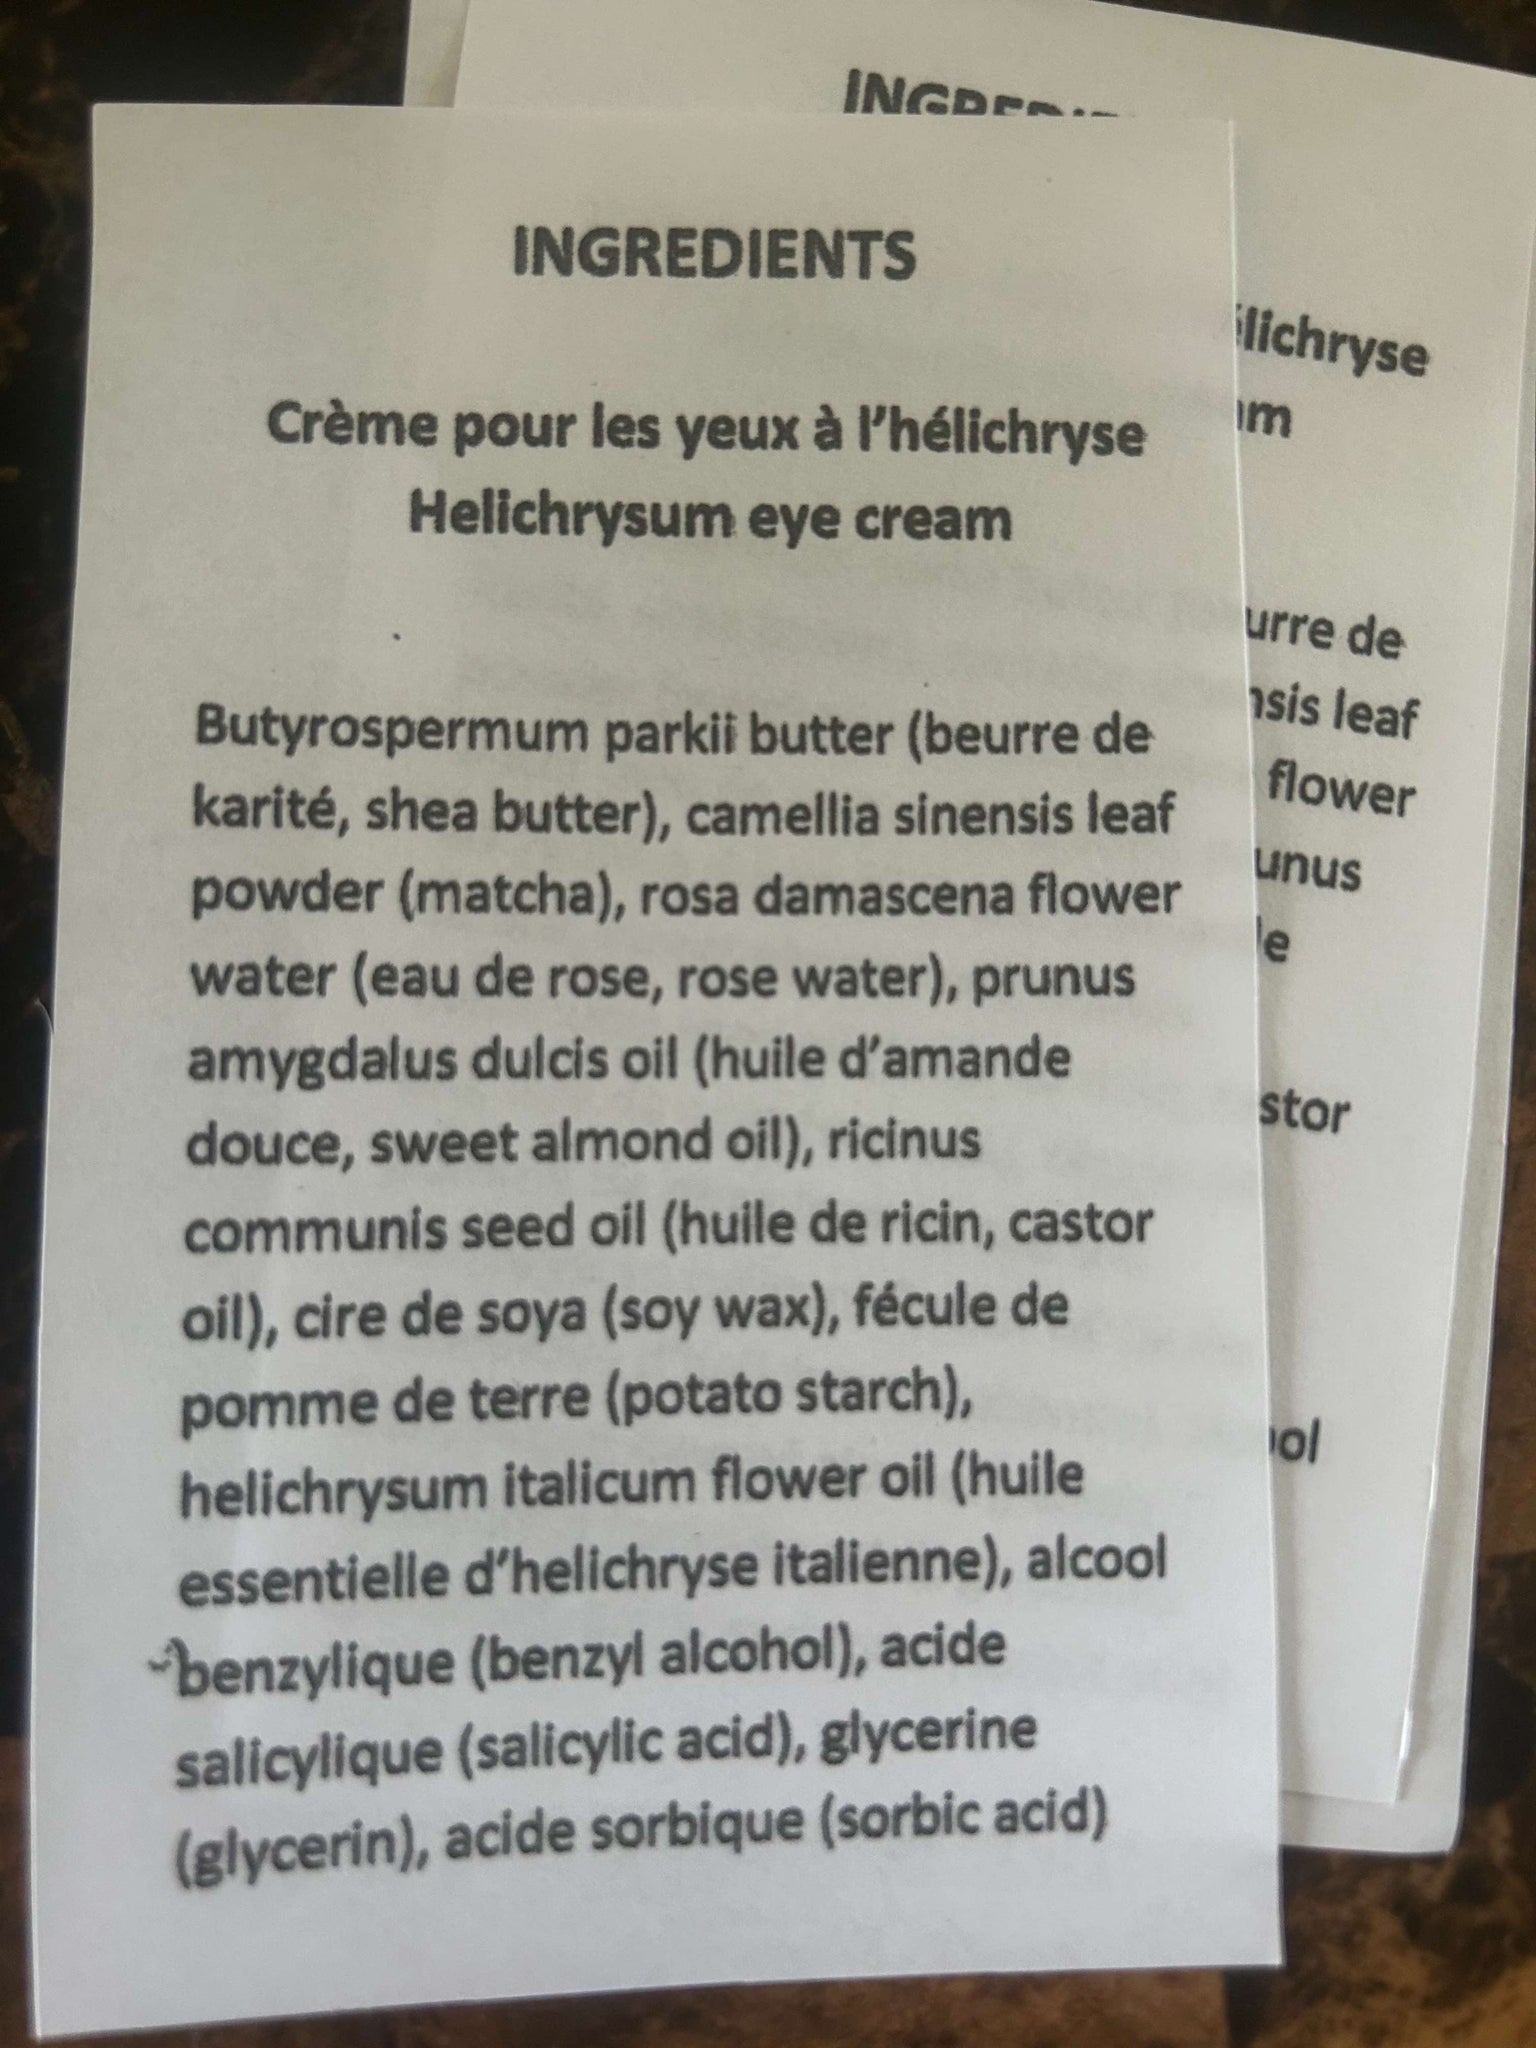 INGREDIENTS
Crème pour les yeux à l'hélichryse
Helichrysum eye cream
Butyrospermum parkii butter (beurre de
karité, shea butter), camellia sinensis leaf
powder (matcha), rosa damascena flower
water (eau de rose, rose water), prunus
amygdalus dulcis oil (huile d'amande
douce, sweet almond oil), ricinus
communis seed oil (huile de ricin, castor
oil), cire de soya (soy wax), fécule de
pomme de terre (potato starch),
helichrysum italicum flower oil (huile
essentielle d'helichryse italienne), alcool
benzylique (benzyl alcohol), acide
salicylique (salicylic acid), glycerine
(glycerin), acide sorbique (sorbic acid)
élichryse
um
urre de
nsis leaf
flower
unus
stor